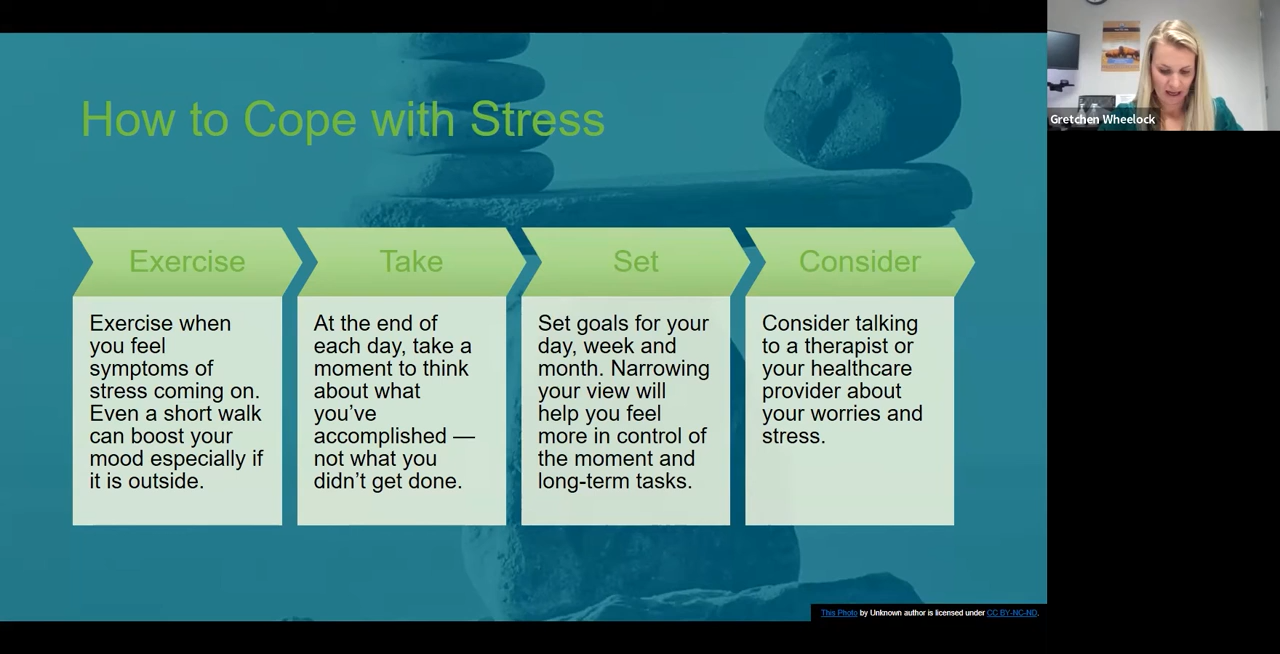 How to Cope with Stress
Gretchen Wheelock
Exercise
Exercise when
you feel
symptoms of
stress coming on.
Even a short walk
can boost your
mood especially if
it is outside.
Take
At the end of
each day, take a
moment to think
about what
you’ve
accomplished —
not what you
didn’t get done.
Set
Set goals for your
day, week and
month. Narrowing
your view will
help you feel
more in control of
the moment and
long-term tasks.
Consider
Consider talking
to a therapist or
your healthcare
provider about
your worries and
stress.
This Photo by Unknown author is licensed under CC BY-NC-ND.